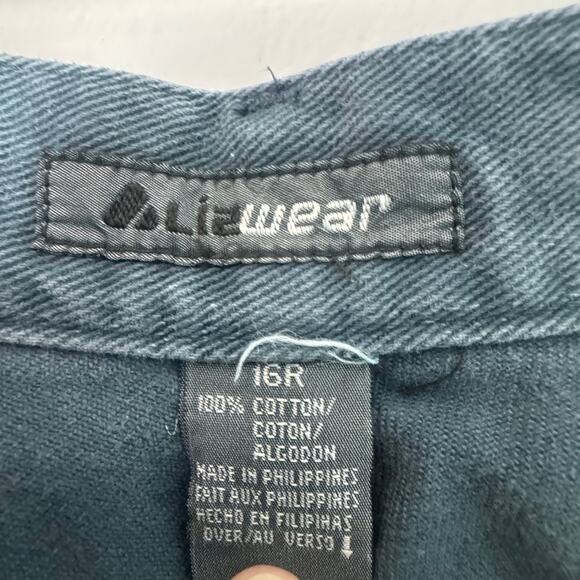 Lizwear
16R
100% COTTON/
COTON/
ALGODON
MADE IN PHILIPPINES
FAIT AUX PHILIPPINES
HECHO EN FILIPINAS
OVER/AU VERSO ↓